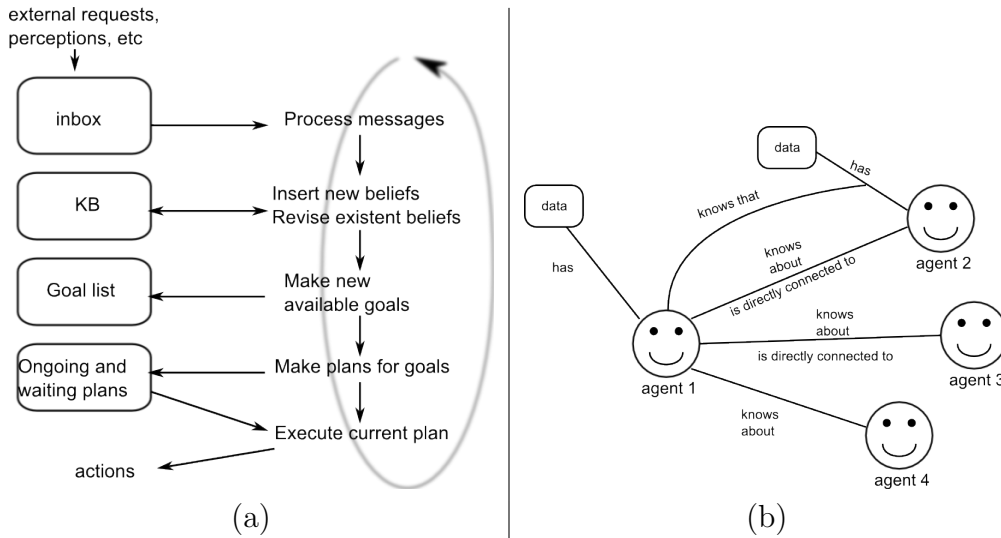 external requests,
perceptions, etc
inbox
Process messages
KB
Insert new beliefs
Revise existent beliefs
Goal list
Make new
available goals
Ongoing and
waiting plans
Make plans for goals
Execute current plan
actions
(a)
data
has
data
knows that
has
knows
about
is directly connected to
agent 2
knows
about
is directly connected to
agent 1
agent 3
knows
about
agent 4
(b)